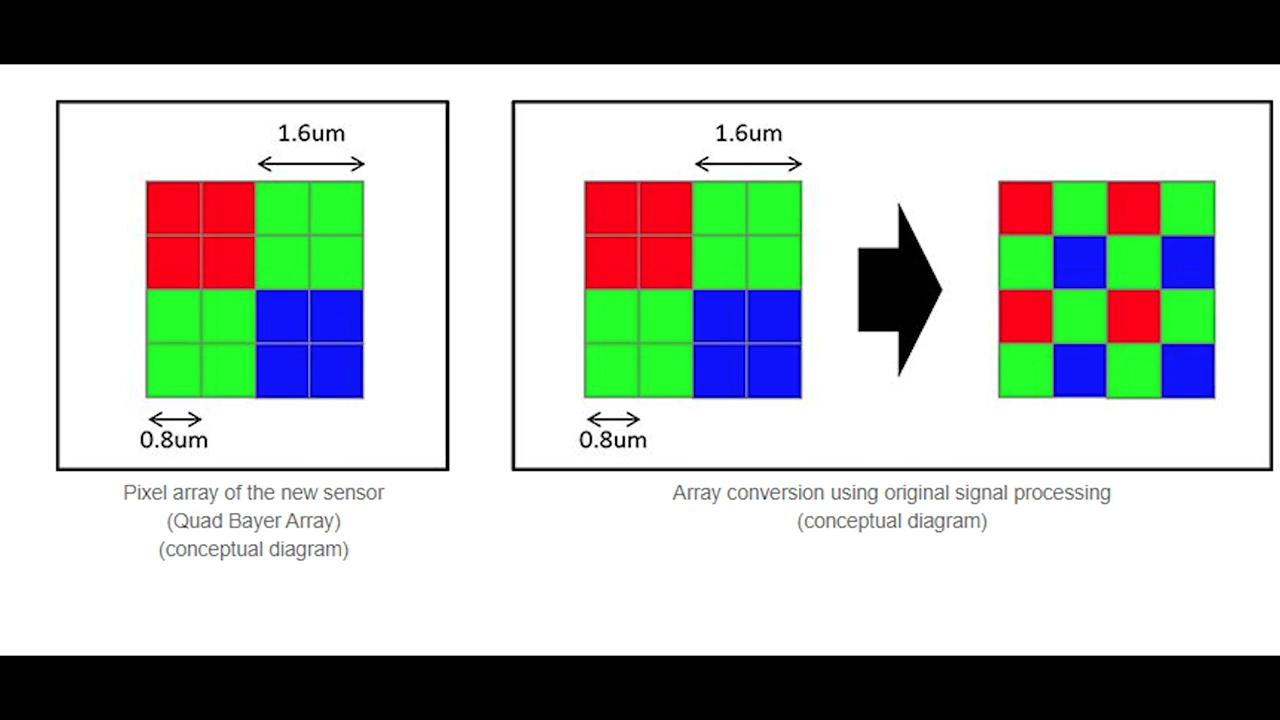 1.6um
0.8um
Pixel array of the new sensor
(Quad Bayer Array)
(conceptual diagram)
1.6um
0.8um
Array conversion using original signal processing
(conceptual diagram)